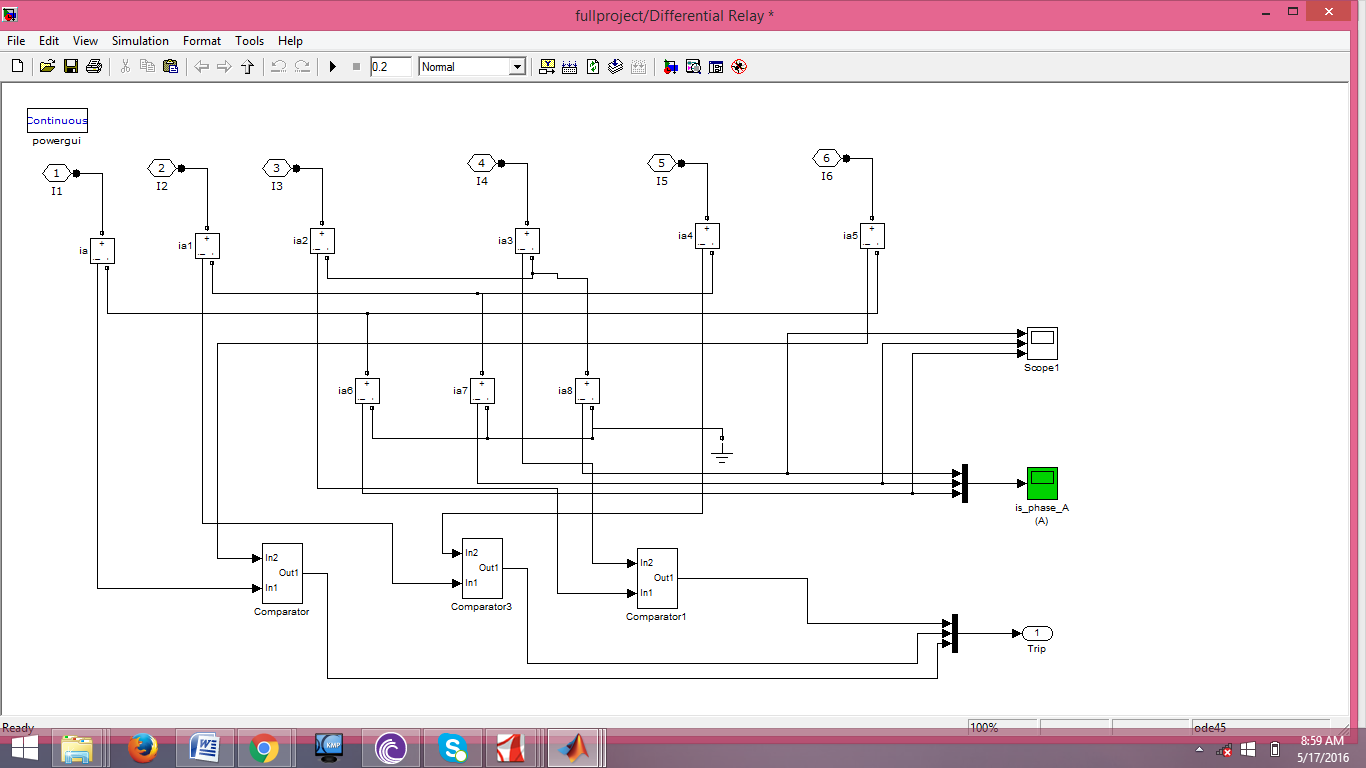 fullproject/Differential Relay *
File Edit View Simulation Format Tools Help
0.2 Normal
Continuous
powergui
1 2 3 4 5 6
I1 I2 I3 I4 I5 I6
ia ia1 ia2 ia3 ia4 ia5
Scope1
ia6 ia7 ia8
is_phase_A
(A)
In2 Out1 In1
Comparator
In2 Out1 In1
Comparator3
In2 Out1 In1
Comparator1
1
Trip
Ready 100% ode45
KMP
8:59 AM
5/17/2016